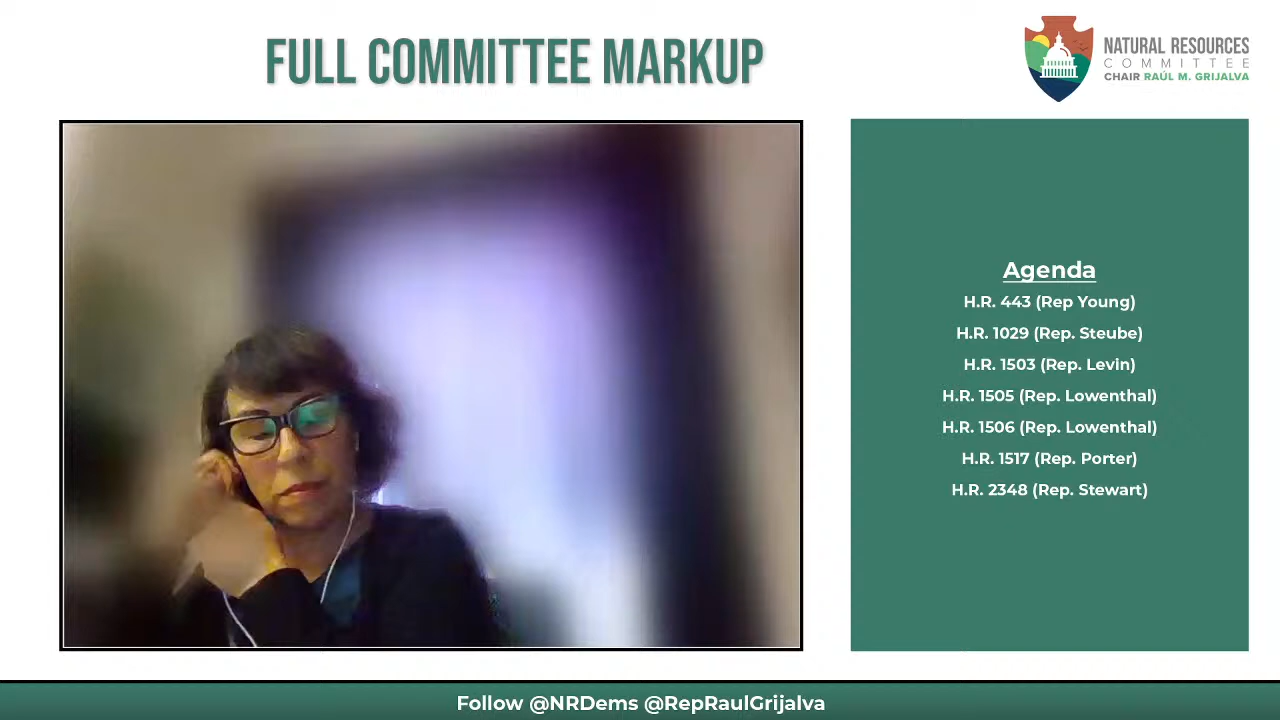 FULL COMMITTEE MARKUP
NATURAL RESOURCES
COMMITTEE
CHAIR RAÚL M. GRIJALVA
Agenda
H.R. 443 (Rep Young)
H.R. 1029 (Rep. Steube)
H.R. 1503 (Rep. Levin)
H.R. 1505 (Rep. Lowenthal)
H.R. 1506 (Rep. Lowenthal)
H.R. 1517 (Rep. Porter)
H.R. 2348 (Rep. Stewart)
Follow @NRDems @RepRaulGrijalva